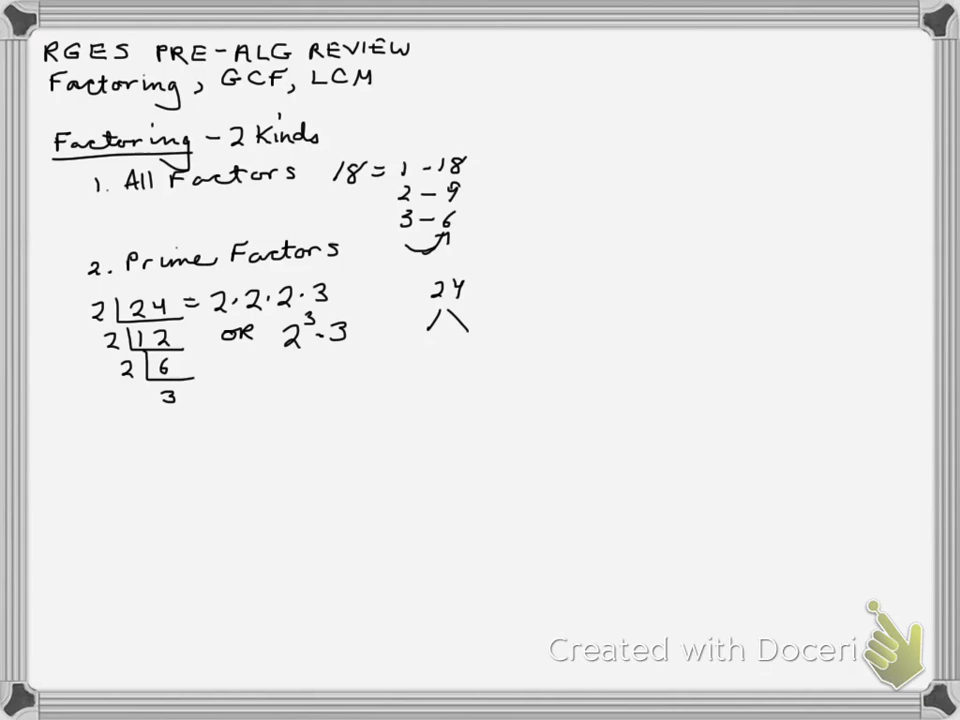 RGES PRE-ALG REVIEW
Factoring, GCF, LCM
Factoring - 2 Kinds
1. All Factors 18 = 1 - 18
2 - 9
3 - 6
2. Prime Factors
2 24 = 2·2·2·3
2 12 OR 2³·3
2 6
3
24
Created with Doceri